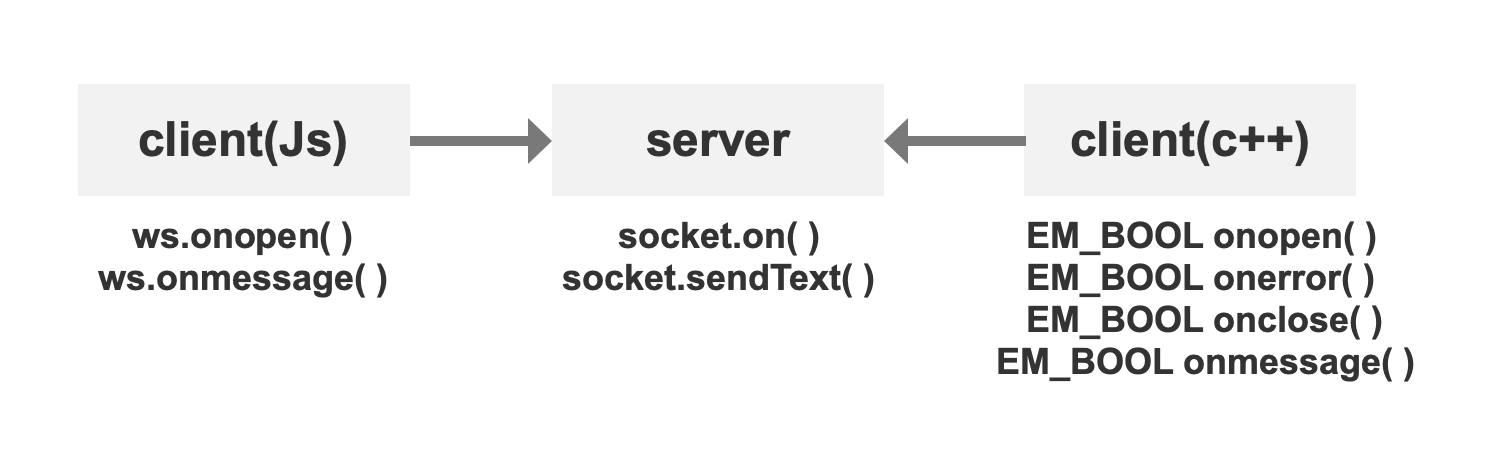 client(Js)
server
client(c++)
ws.onopen( )
ws.onmessage( )
socket.on( )
socket.sendText( )
EM_BOOL onopen( )
EM_BOOL onerror( )
EM_BOOL onclose( )
EM_BOOL onmessage( )